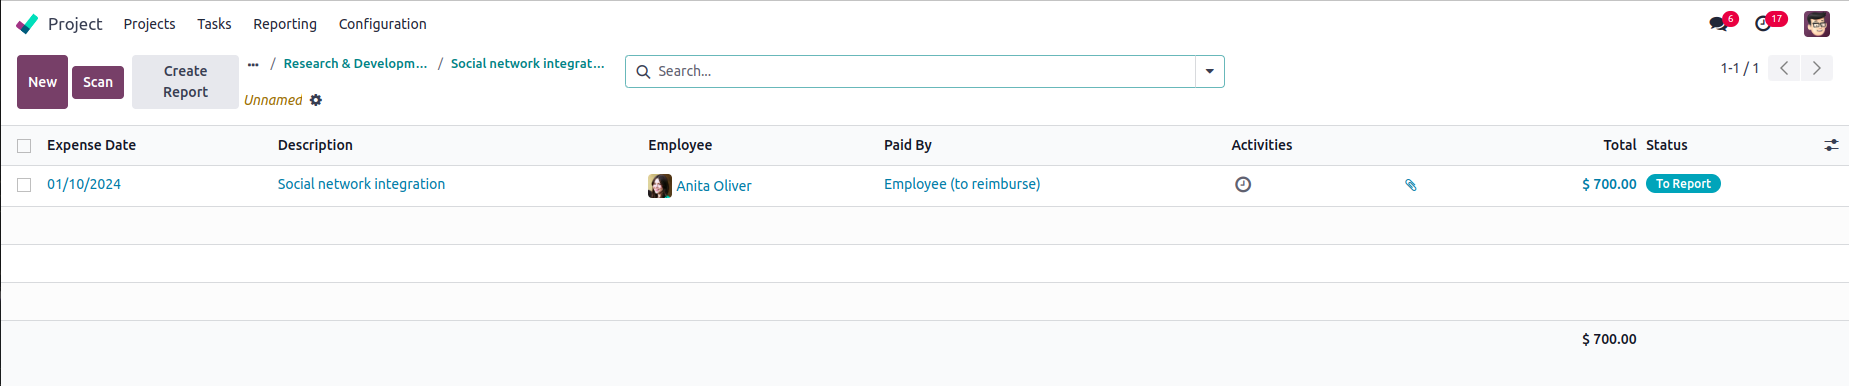 Project Projects Tasks Reporting Configuration 6 17
New Scan Create Report ... / Research & Developm... / Social network integrat... Search... 1-1 / 1
Unnamed
Expense Date Description Employee Paid By Activities Total Status
01/10/2024 Social network integration Anita Oliver Employee (to reimburse) $ 700.00 To Report
$ 700.00